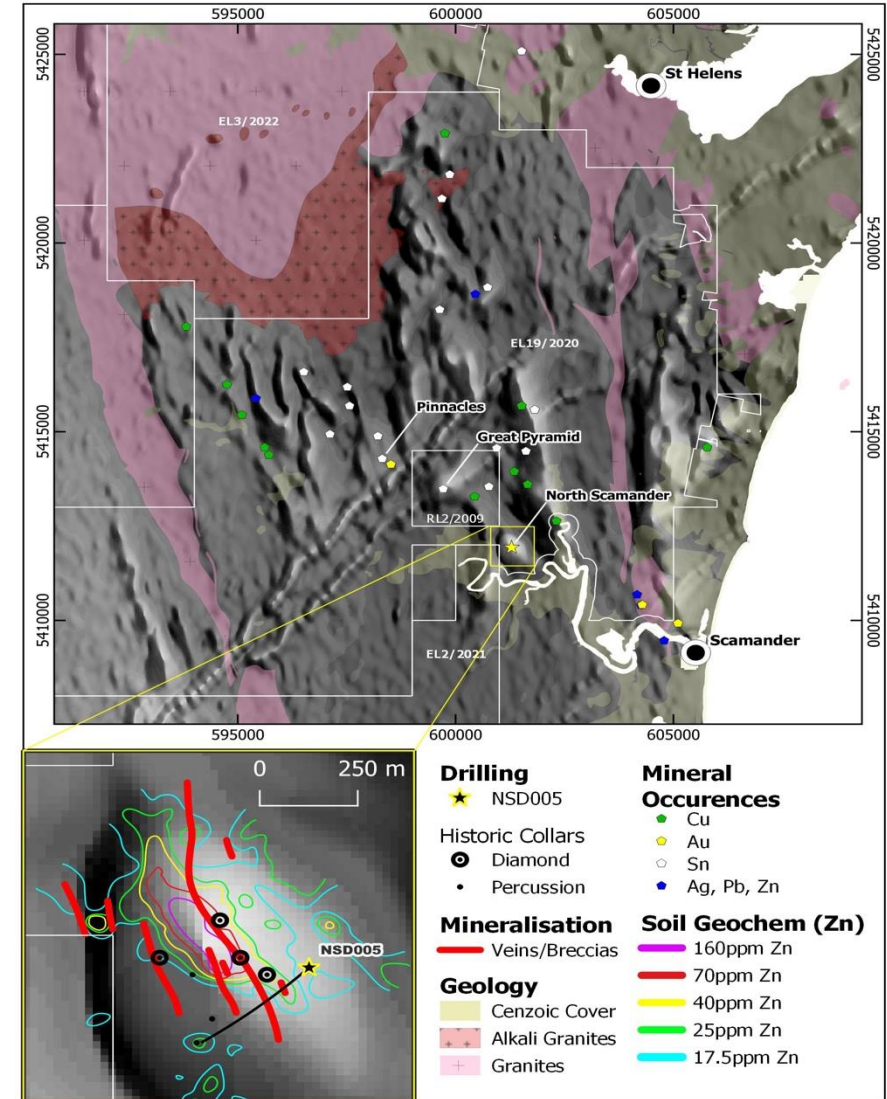 595000
600000
605000
5425000
5425000
St Helens
EL3/2022
5420000
5420000
EL19/2020
5415000
5415000
Pinnacles
Great Pyramid
North Scamander
RL2/2009
5410000
5410000
EL2/2021
Scamander
595000
600000
605000
0 250 m
NSD005
Drilling
NSD005
Historic Collars
Diamond
Percussion
Mineralisation
Veins/Breccias
Geology
Cenzoic Cover
Alkali Granites
Granites
Mineral
Occurences
Cu
Au
Sn
Ag, Pb, Zn
Soil Geochem (Zn)
160ppm Zn
70ppm Zn
40ppm Zn
25ppm Zn
17.5ppm Zn